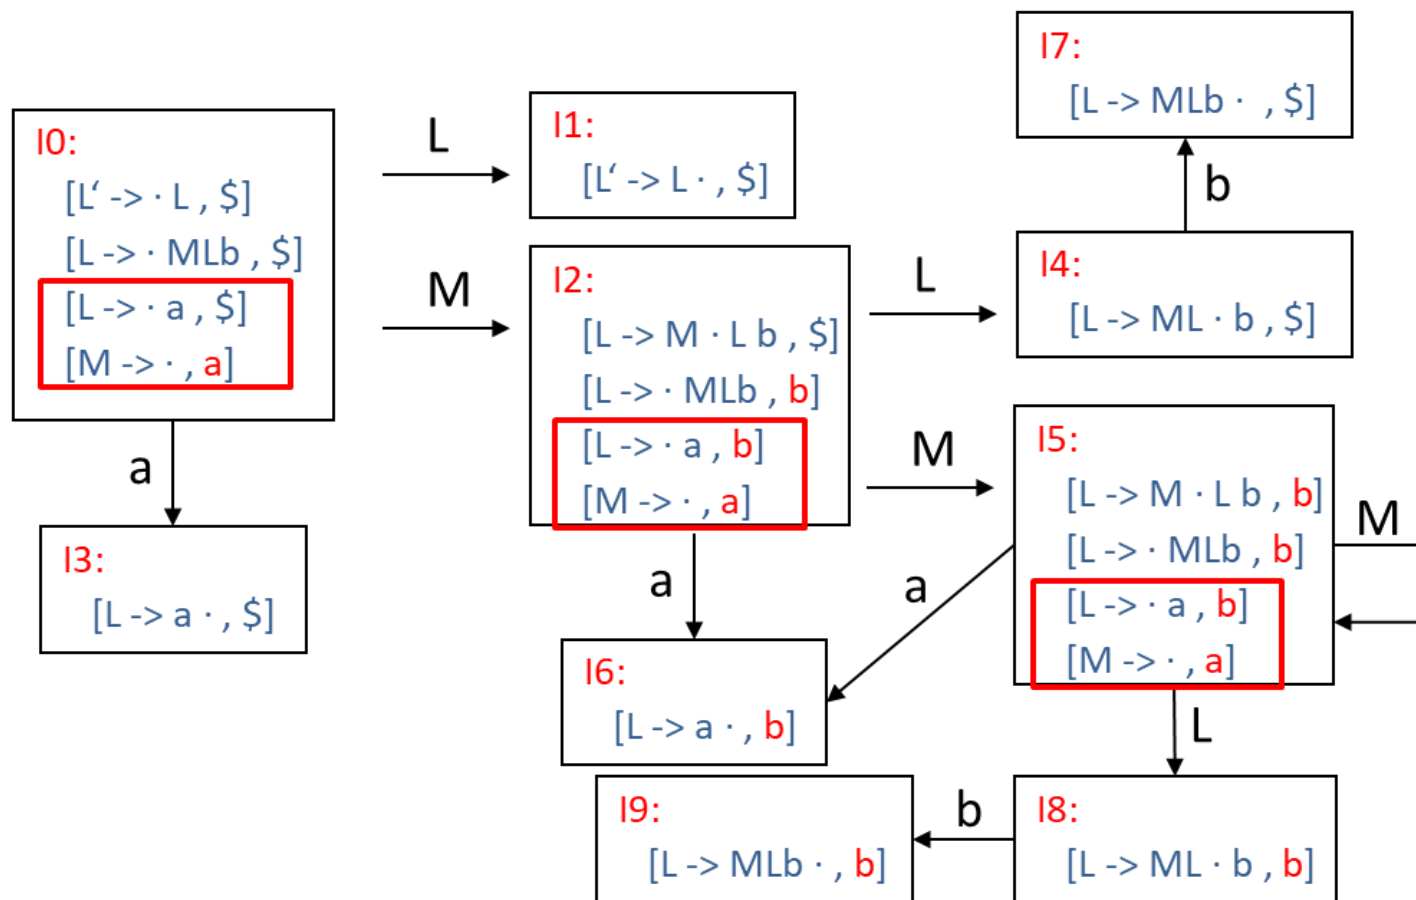 I0:
[L‘ -> · L , $]
[L -> · MLb , $]
[L -> · a , $]
[M -> · , a]
L
M
a
I1:
[L‘ -> L · , $]
I2:
[L -> M · L b , $]
[L -> · MLb , b]
[L -> · a , b]
[M -> · , a]
L
M
a
I3:
[L -> a · , $]
I7:
[L -> MLb · , $]
b
I4:
[L -> ML · b , $]
I5:
[L -> M · L b , b]
[L -> · MLb , b]
[L -> · a , b]
[M -> · , a]
M
a
L
I6:
[L -> a · , b]
I9:
[L -> MLb · , b]
b
I8:
[L -> ML · b , b]